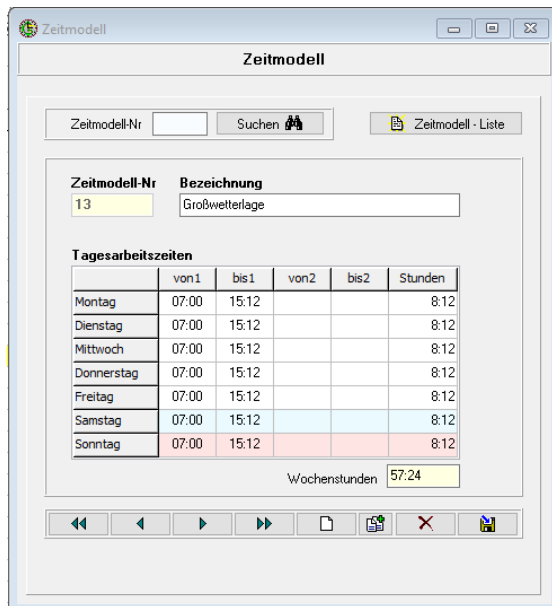 Zeitmodell
Zeitmodell
Zeitmodell-Nr Suchen Zeitmodell - Liste
Zeitmodell-Nr Bezeichnung
13 Großwetterlage
Tagesarbeitszeiten
von1 bis1 von2 bis2 Stunden
Montag 07:00 15:12 8:12
Dienstag 07:00 15:12 8:12
Mittwoch 07:00 15:12 8:12
Donnerstag 07:00 15:12 8:12
Freitag 07:00 15:12 8:12
Samstag 07:00 15:12 8:12
Sonntag 07:00 15:12 8:12
Wochenstunden 57:24